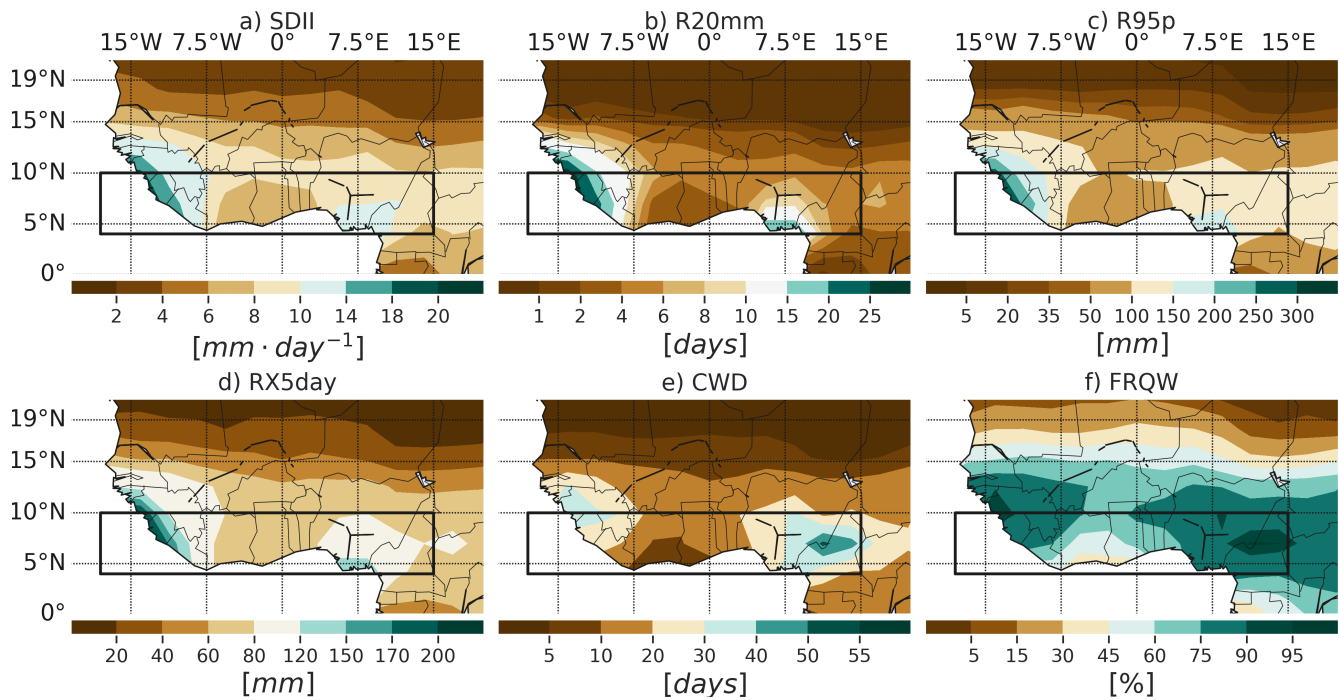 a) SDII b) R20mm c) R95p
15°W 7.5°W 0° 7.5°E 15°E 15°W 7.5°W 0° 7.5°E 15°E 15°W 7.5°W 0° 7.5°E 15°E
19°N
15°N
10°N
5°N
0°
2 4 6 8 10 14 18 20 1 2 4 6 8 10 15 20 25 5 20 35 50 100 150 200 250 300
[mm · day⁻¹] [days] [mm]
d) RX5day e) CWD f) FRQW
19°N
15°N
10°N
5°N
0°
20 40 60 80 120 150 170 200 5 10 20 30 40 50 55 5 15 30 45 60 75 90 95
[mm] [days] [%]